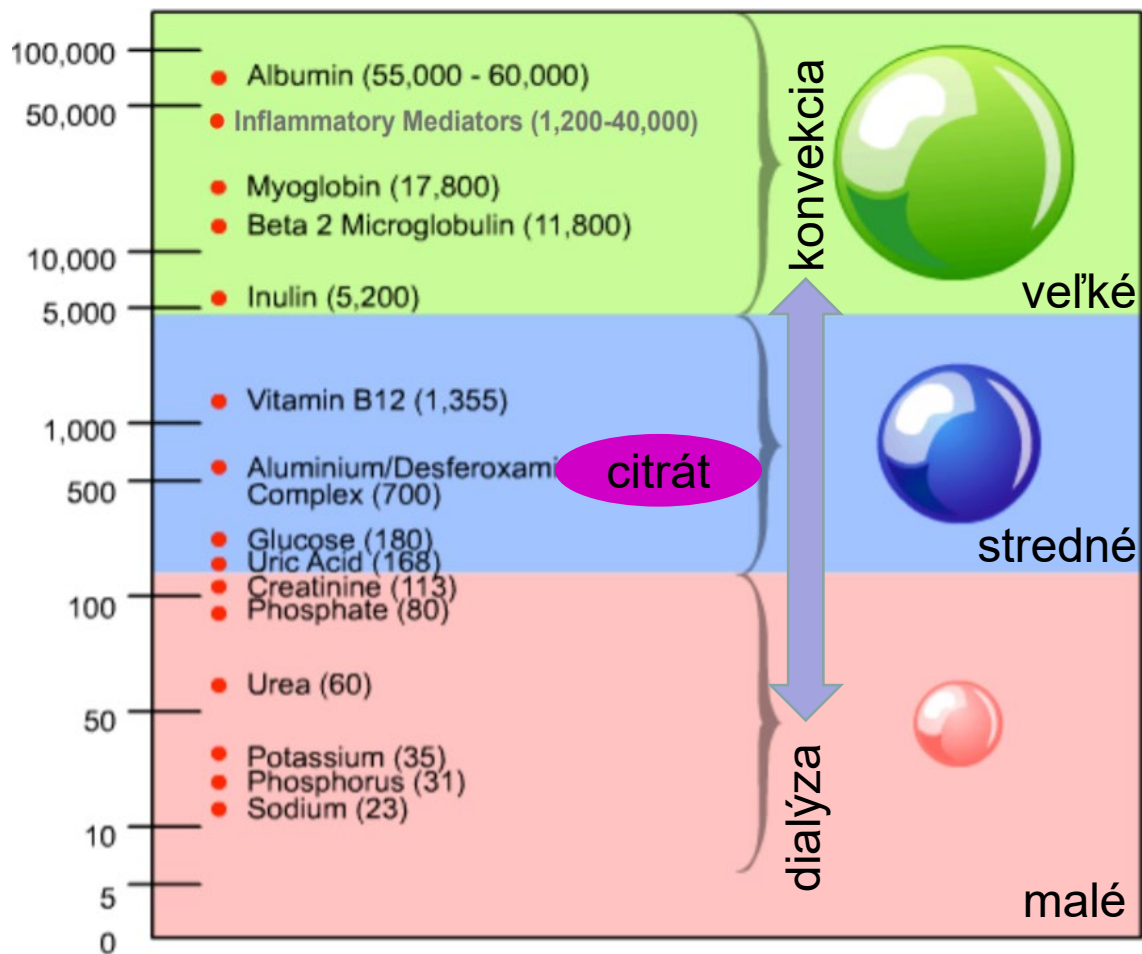 100,000
50,000
10,000
5,000
1,000
500
100
50
10
5
0
Albumin (55,000 - 60,000)
Inflammatory Mediators (1,200-40,000)
Myoglobin (17,800)
Beta 2 Microglobulin (11,800)
Inulin (5,200)
Vitamin B12 (1,355)
Aluminium/Desferoxami
Complex (700)
Glucose (180)
Uric Acid (168)
Creatinine (113)
Phosphate (80)
Urea (60)
Potassium (35)
Phosphorus (31)
Sodium (23)
citrát
konvekcia
dialýza
veľké
stredné
malé